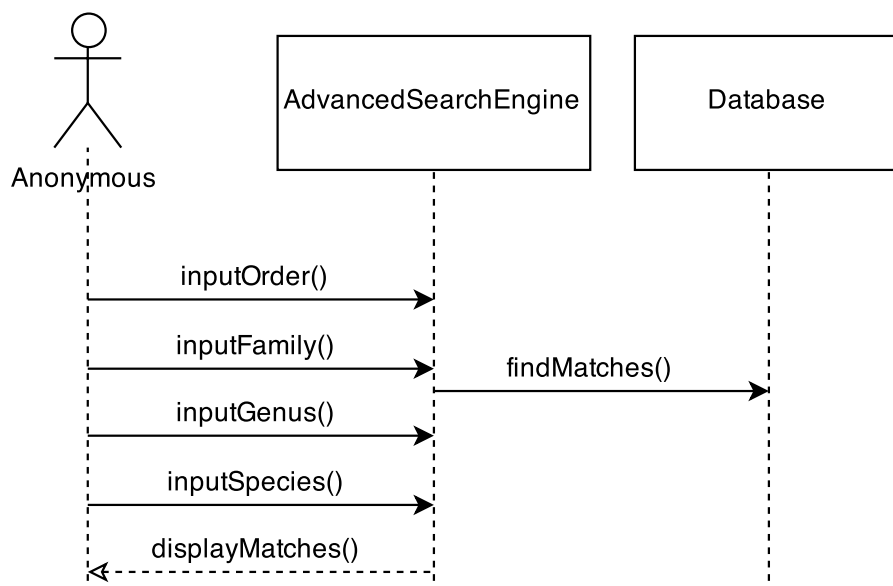 AdvancedSearchEngine
Database
Anonymous
inputOrder()
inputFamily()
findMatches()
inputGenus()
inputSpecies()
displayMatches()